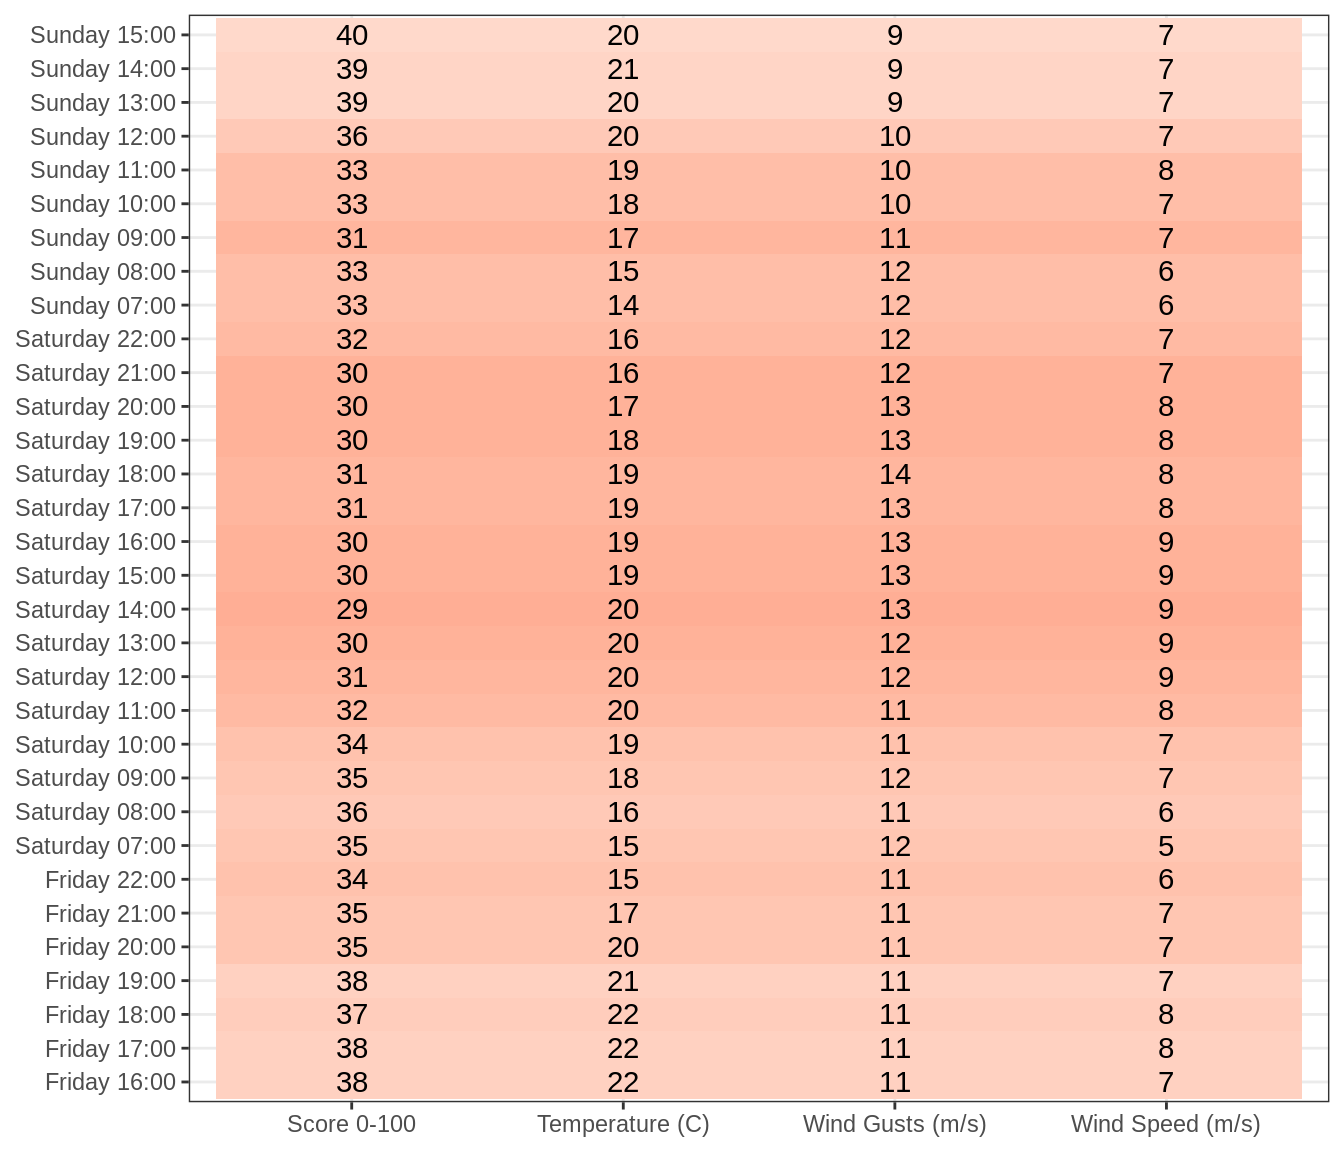 Sunday 15:00 40 20 9 7
Sunday 14:00 39 21 9 7
Sunday 13:00 39 20 9 7
Sunday 12:00 36 20 10 7
Sunday 11:00 33 19 10 8
Sunday 10:00 33 18 10 7
Sunday 09:00 31 17 11 7
Sunday 08:00 33 15 12 6
Sunday 07:00 33 14 12 6
Saturday 22:00 32 16 12 7
Saturday 21:00 30 16 12 7
Saturday 20:00 30 17 13 8
Saturday 19:00 30 18 13 8
Saturday 18:00 31 19 14 8
Saturday 17:00 31 19 13 8
Saturday 16:00 30 19 13 9
Saturday 15:00 30 19 13 9
Saturday 14:00 29 20 13 9
Saturday 13:00 30 20 12 9
Saturday 12:00 31 20 12 9
Saturday 11:00 32 20 11 8
Saturday 10:00 34 19 11 7
Saturday 09:00 35 18 12 7
Saturday 08:00 36 16 11 6
Saturday 07:00 35 15 12 5
Friday 22:00 34 15 11 6
Friday 21:00 35 17 11 7
Friday 20:00 35 20 11 7
Friday 19:00 38 21 11 7
Friday 18:00 37 22 11 8
Friday 17:00 38 22 11 8
Friday 16:00 38 22 11 7
Score 0-100 Temperature (C) Wind Gusts (m/s) Wind Speed (m/s)